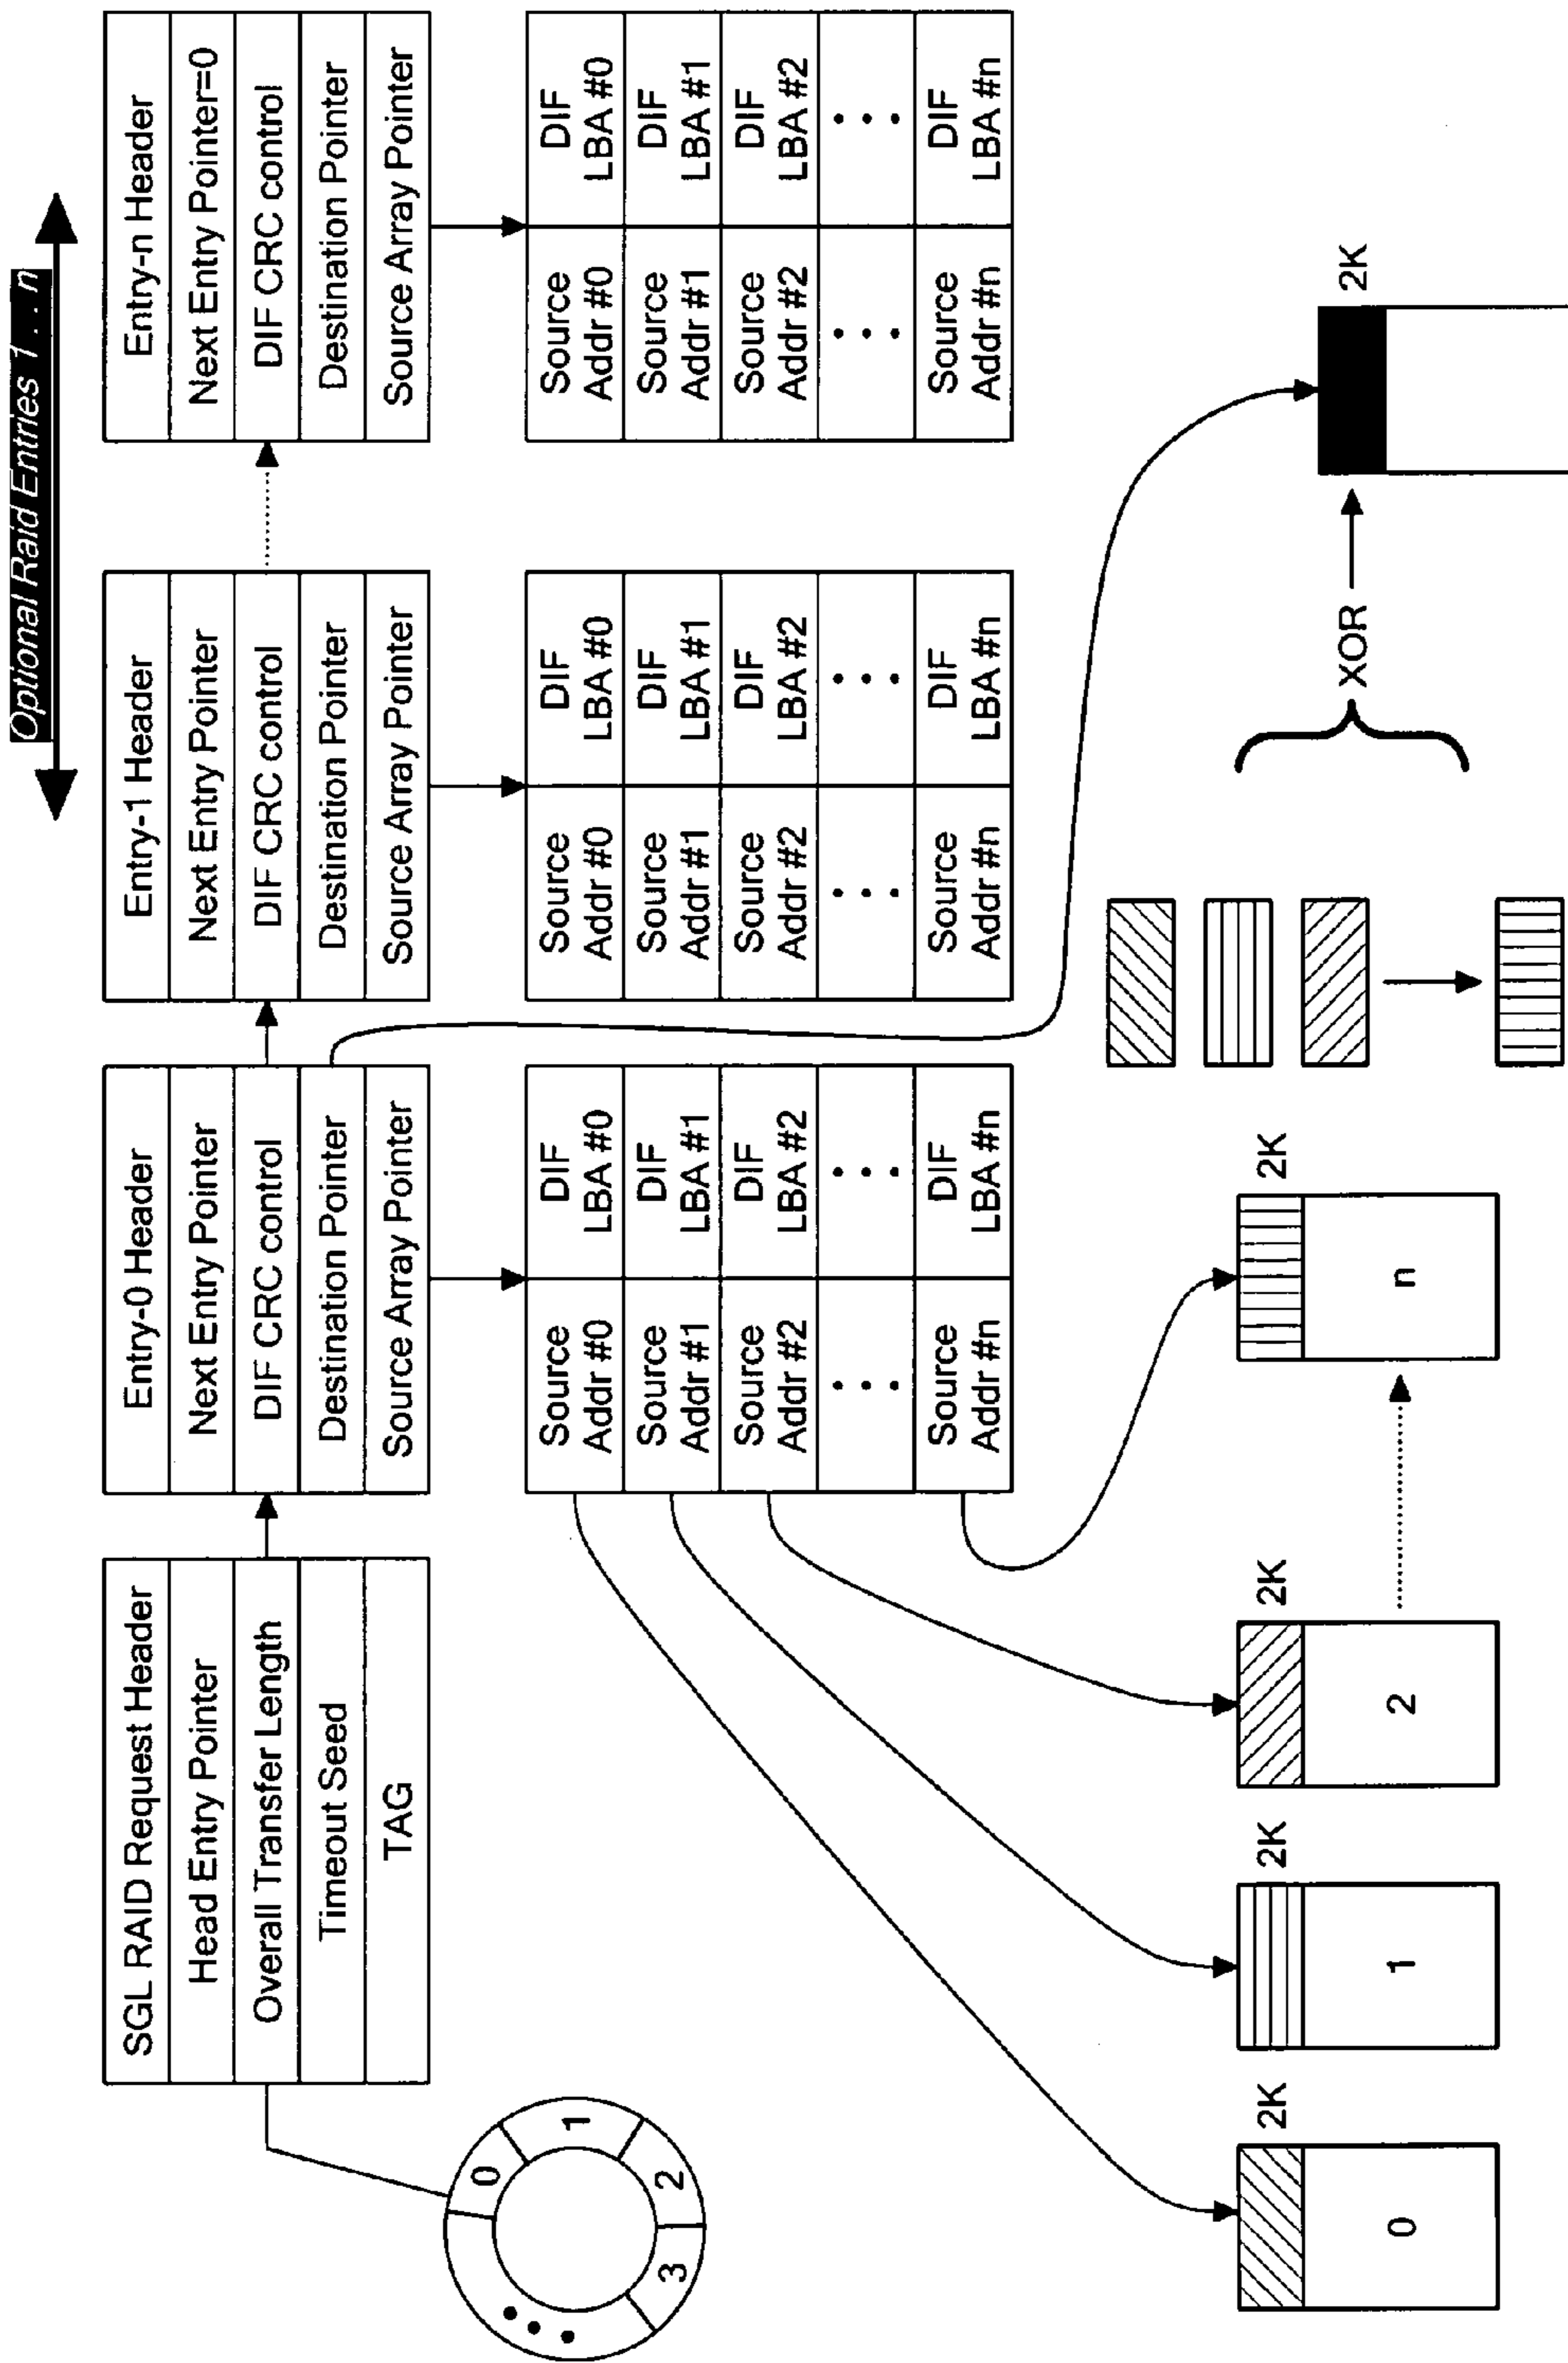 Optional Raid Entries 1 . . n
SGL RAID Request Header
Head Entry Pointer
Overall Transfer Length
Timeout Seed
TAG
Entry-0 Header
Next Entry Pointer
DIF CRC control
Destination Pointer
Source Array Pointer
Entry-1 Header
Next Entry Pointer
DIF CRC control
Destination Pointer
Source Array Pointer
Entry-n Header
Next Entry Pointer=0
DIF CRC control
Destination Pointer
Source Array Pointer
0
1
2
3
Source
Addr #0
DIF
LBA #0
Source
Addr #1
DIF
LBA #1
Source
Addr #2
DIF
LBA #2
Source
Addr #n
DIF
LBA #n
Source
Addr #0
DIF
LBA #0
Source
Addr #1
DIF
LBA #1
Source
Addr #2
DIF
LBA #2
Source
Addr #n
DIF
LBA #n
Source
Addr #0
DIF
LBA #0
Source
Addr #1
DIF
LBA #1
Source
Addr #2
DIF
LBA #2
Source
Addr #n
DIF
LBA #n
2K
0
2K
1
2K
2
2K
n
XOR
2K